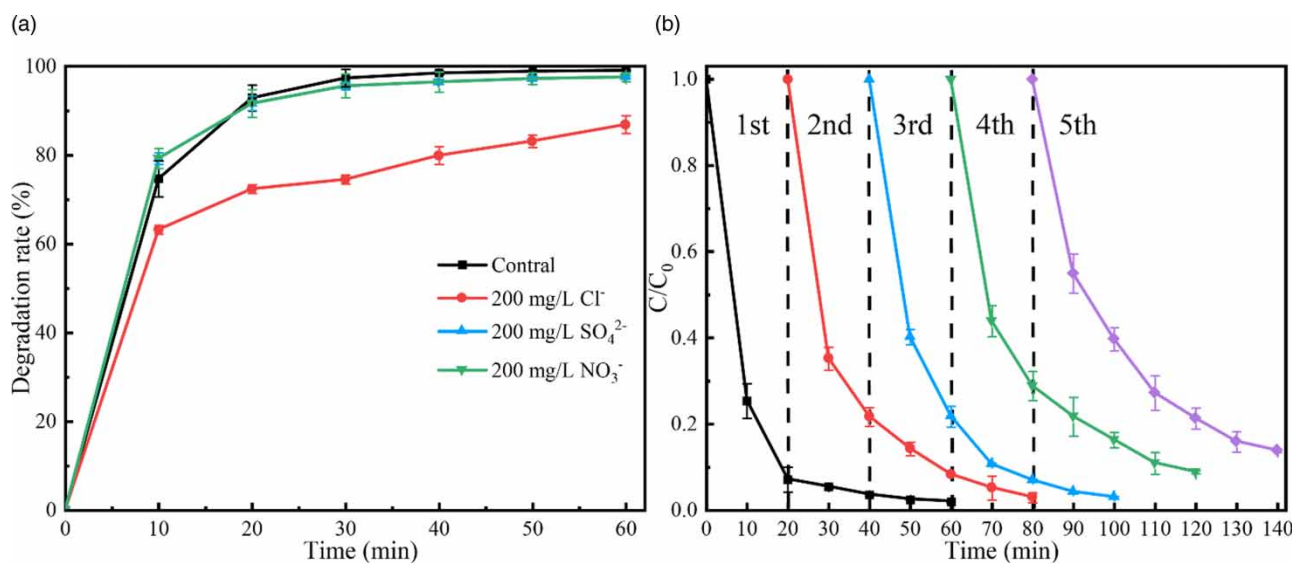 (a)
100
80
60
40
20
0
Degradation rate (%)
0 10 20 30 40 50 60
Time (min)
Contral
200 mg/L Cl⁻
200 mg/L SO₄²⁻
200 mg/L NO₃⁻
(b)
1.0
0.8
0.6
0.4
0.2
0.0
C/C₀
1st 2nd 3rd 4th 5th
0 10 20 30 40 50 60 70 80 90 100 110 120 130 140
Time (min)